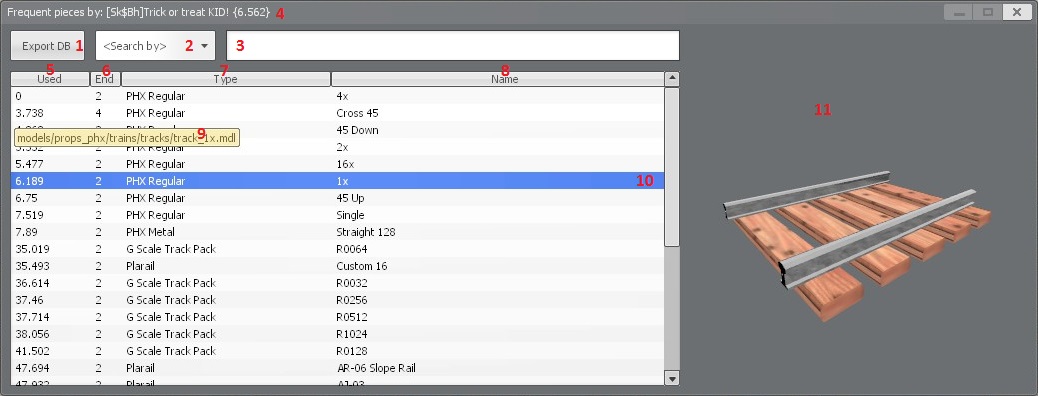 Frequent pieces by: [Sk$Bh]Trick or treat KID! {6.562} 4
Export DB 1 <Search by> 2 3
5 6 7 8
Used End Type Name
0 2 PHX Regular 4x
3.738 4 PHX Regular Cross 45
45 Down
models/props_phx/trains/tracks/track_1x.mdl 9
2 PHX Regular 2x
5.477 2 PHX Regular 16x
6.189 2 PHX Regular 1x 10
6.75 2 PHX Regular 45 Up
7.519 2 PHX Regular Single
7.89 2 PHX Metal Straight 128
35.019 2 G Scale Track Pack R0064
35.493 2 Plarail Custom 16
36.614 2 G Scale Track Pack R0032
37.46 2 G Scale Track Pack R0256
37.714 2 G Scale Track Pack R0512
38.056 2 G Scale Track Pack R1024
41.502 2 G Scale Track Pack R0128
47.694 2 Plarail AR-06 Slope Rail
47.932 2 Plarail AJ-03
11